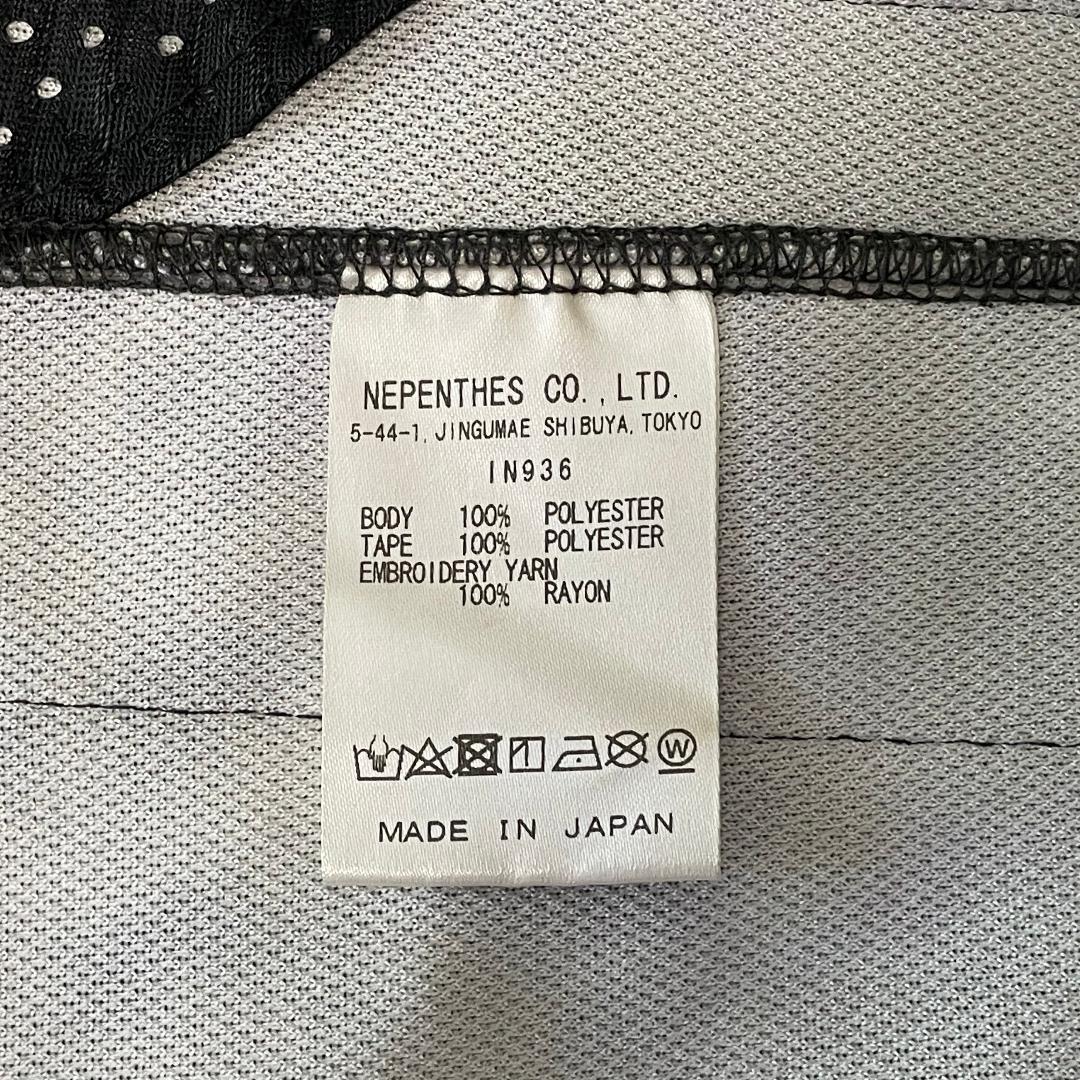 NEPENTHES CO.,LTD.
5-44-1, JINGUMAE SHIBUYA, TOKYO
IN936
BODY 100% POLYESTER
TAPE 100% POLYESTER
EMBROIDERY YARN
100% RAYON
W
MADE IN JAPAN